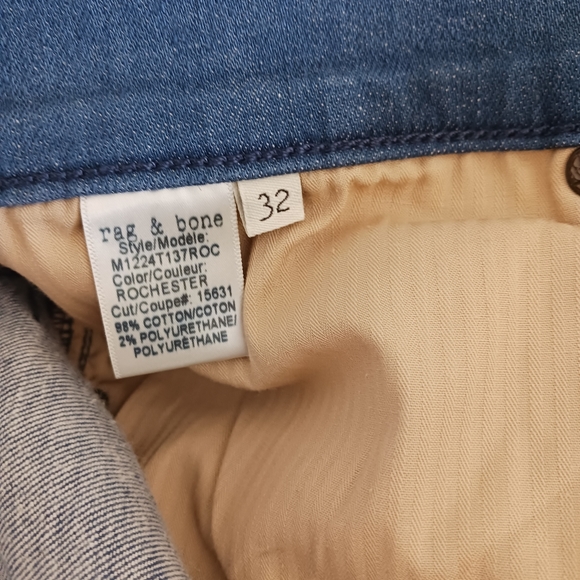 rag & bone
32
Style/Modèle:
M1224T137ROC
Color/Couleur:
ROCHESTER
Cut/Coupe#: 15631
98% COTTON/COTON
2% POLYURETHANE/
POLYURÉTHANE